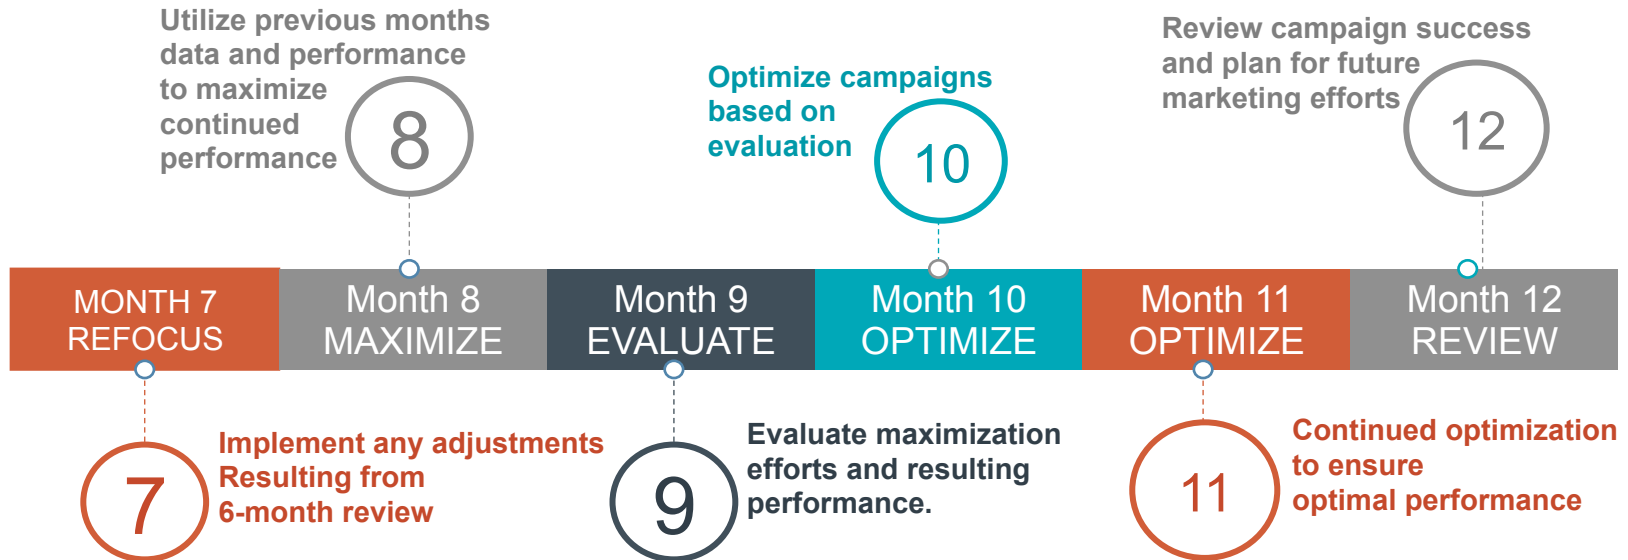 Utilize previous months
data and performance
to maximize
continued
performance
8
Optimize campaigns
based on
evaluation
10
Review campaign success
and plan for future
marketing efforts
12
MONTH 7
REFOCUS
Month 8
MAXIMIZE
Month 9
EVALUATE
Month 10
OPTIMIZE
Month 11
OPTIMIZE
Month 12
REVIEW
7
Implement any adjustments
Resulting from
6-month review
9
Evaluate maximization
efforts and resulting
performance.
11
Continued optimization
to ensure
optimal performance